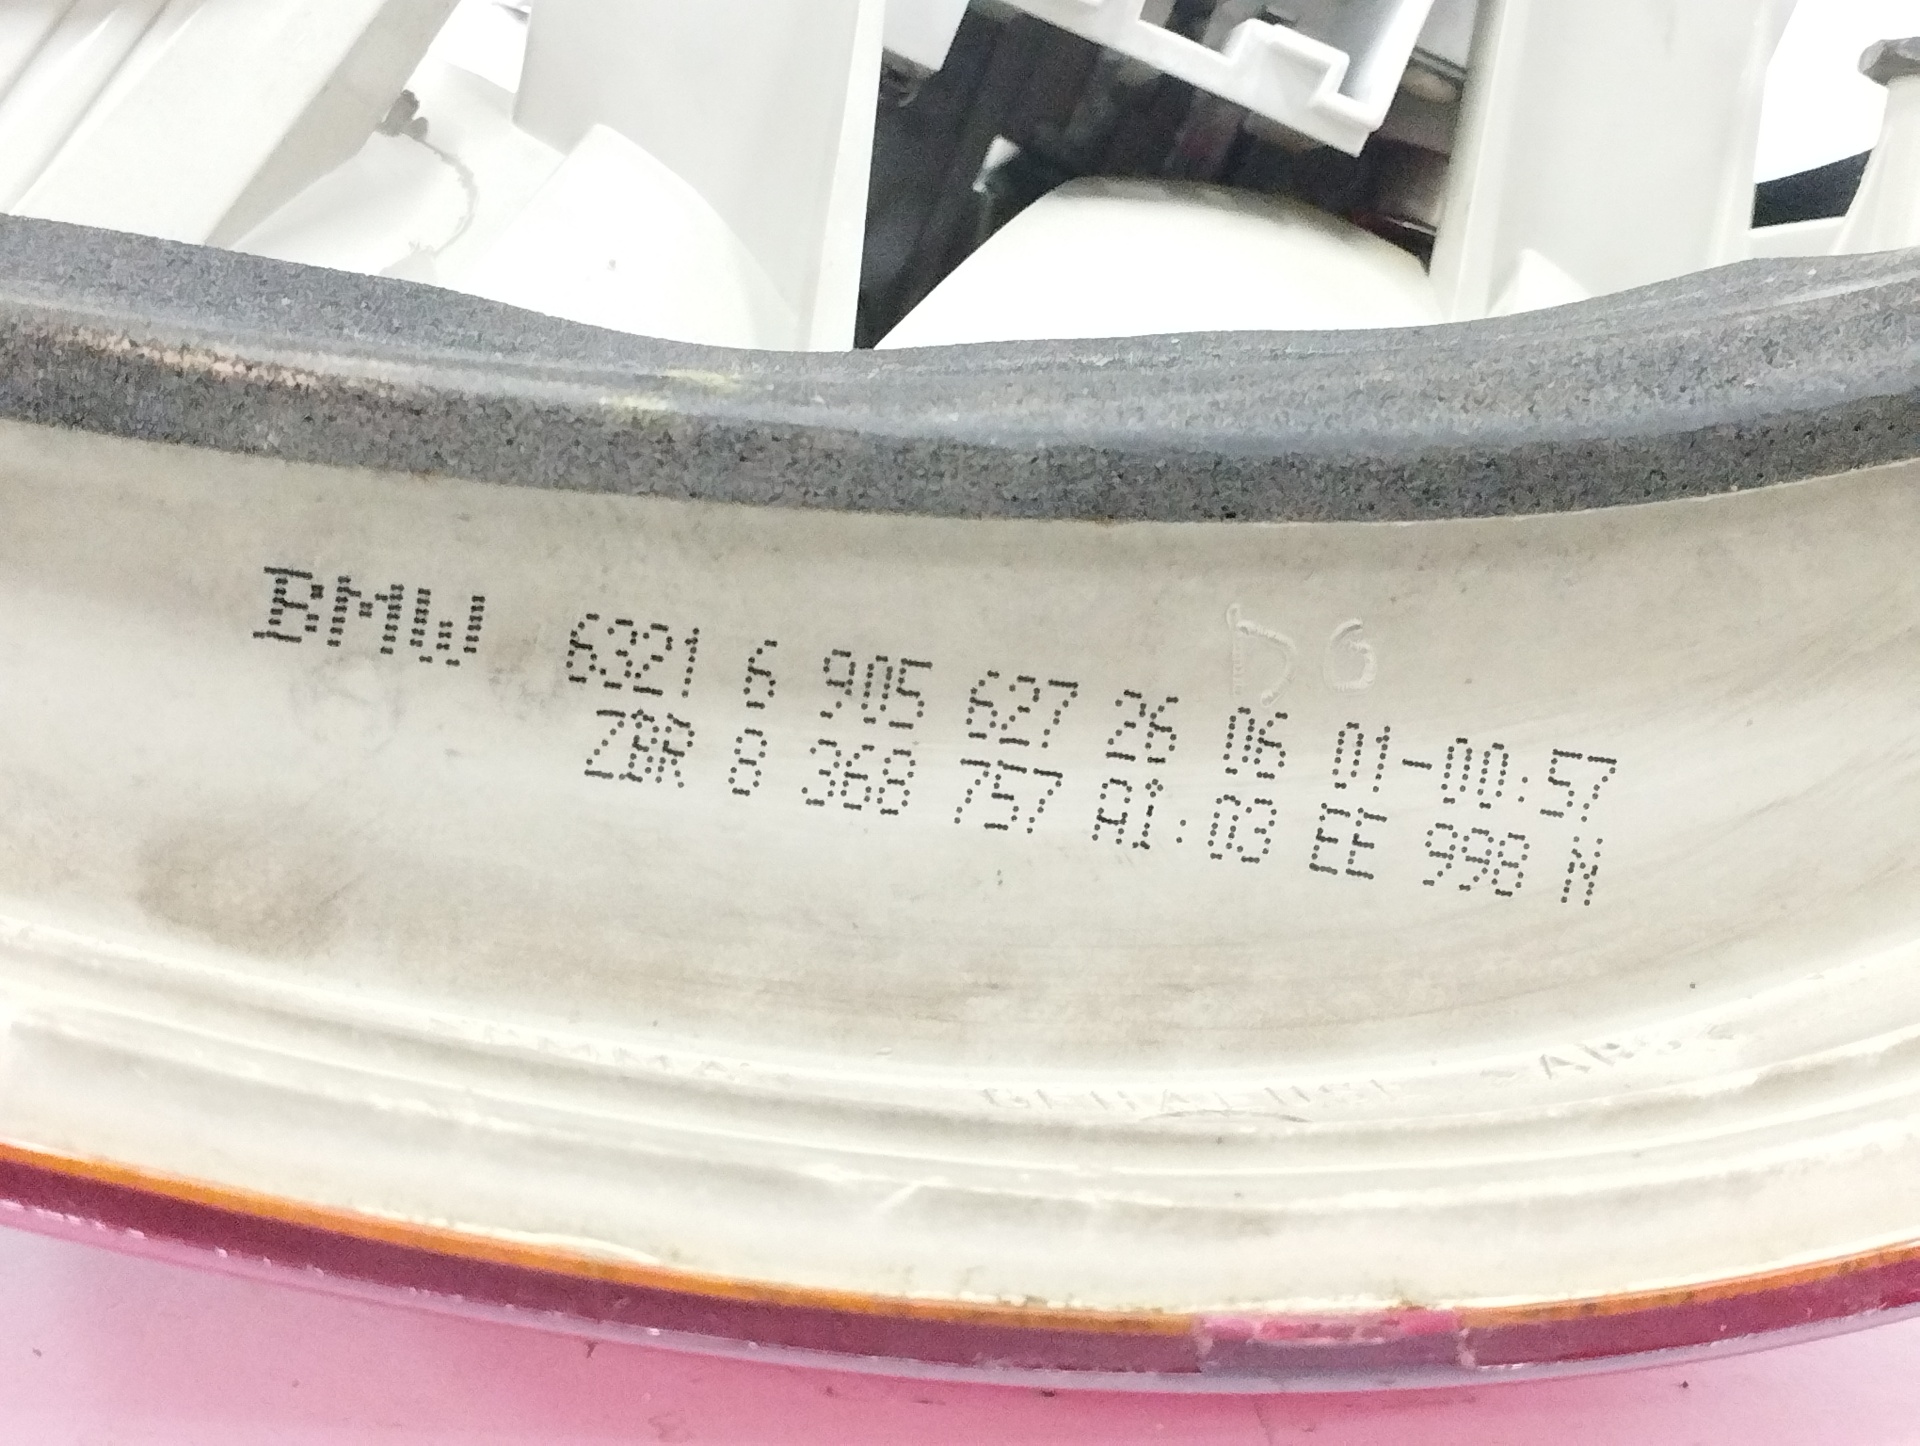 BMW 6321 6 905 627 26 06 01-00:57
ZBR 8 368 757 A1:03 EE 998 N